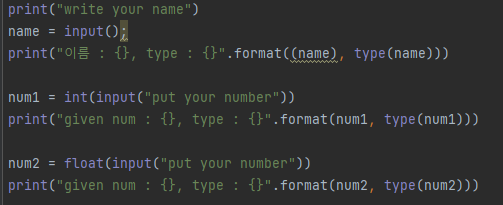 print("write your name")
name = input();
print("이름 : {}, type : {}".format((name), type(name)))
num1 = int(input("put your number"))
print("given num : {}, type : {}".format(num1, type(num1)))
num2 = float(input("put your number"))
print("given num : {}, type : {}".format(num2, type(num2)))